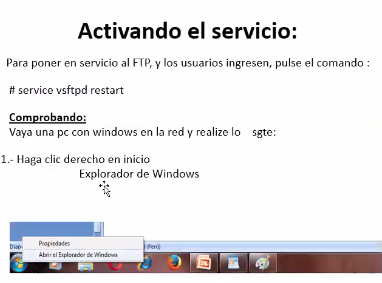 Activando el servicio:
Para poner en servicio al FTP, y los usuarios ingresen, pulse el comando :
# service vsftpd restart
Comprobando:
Vaya una pc con windows en la red y realize lo sgte:
1.- Haga clic derecho en inicio
Explorador de Windows
Propiedades
Abrir el Explorador de Windows
(Perú)